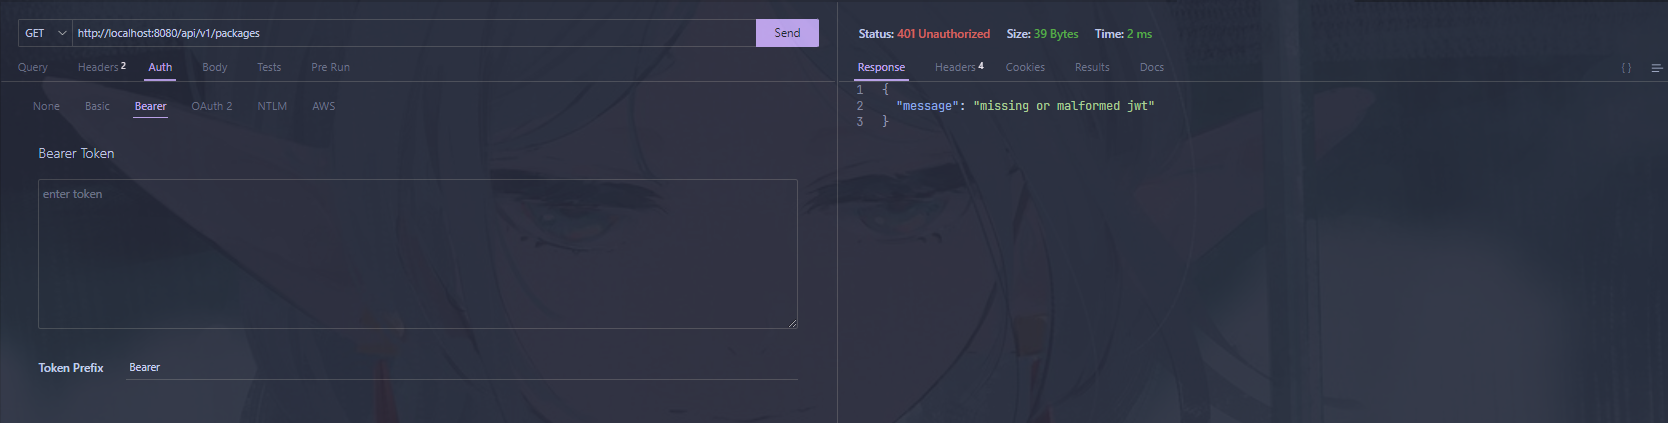 GET http://localhost:8080/api/v1/packages Send
Query Headers 2 Auth Body Tests Pre Run
None Basic Bearer OAuth 2 NTLM AWS
Bearer Token
enter token
Token Prefix Bearer
Status: 401 Unauthorized Size: 39 Bytes Time: 2 ms
Response Headers 4 Cookies Results Docs { }
1 {
2 "message": "missing or malformed jwt"
3 }